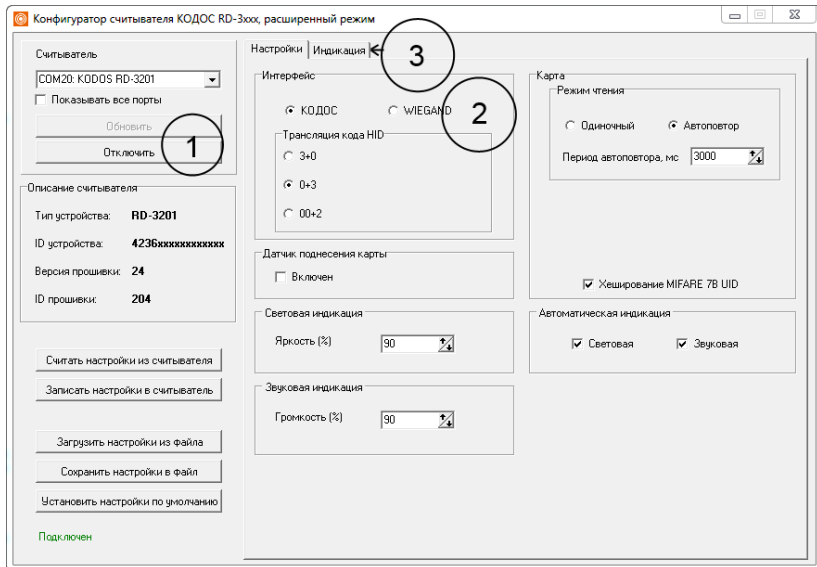 Конфигуратор считывателя КОДОС RD-3xxx, расширенный режим
Считыватель
COM20: KODOS RD-3201
Показывать все порты
Обновить
Отключить
1
Описание считывателя
Тип устройства: RD-3201
ID устройства: 4236xxxxxxxxxxxx
Версия прошивки: 24
ID прошивки: 204
Считать настройки из считывателя
Записать настройки в считыватель
Загрузить настройки из файла
Сохранить настройки в файл
Установить настройки по умолчанию
Подключен
Настройки Индикация
3
Интерфейс
КОДОС WIEGAND
2
Трансляция кода HID
3+0
0+3
00+2
Датчик поднесения карты
Включен
Световая индикация
Яркость (%) 90
Звуковая индикация
Громкость (%) 90
Карта
Режим чтения
Одиночный Автоповтор
Период автоповтора, мс 3000
Хеширование MIFARE 7B UID
Автоматическая индикация
Световая Звуковая